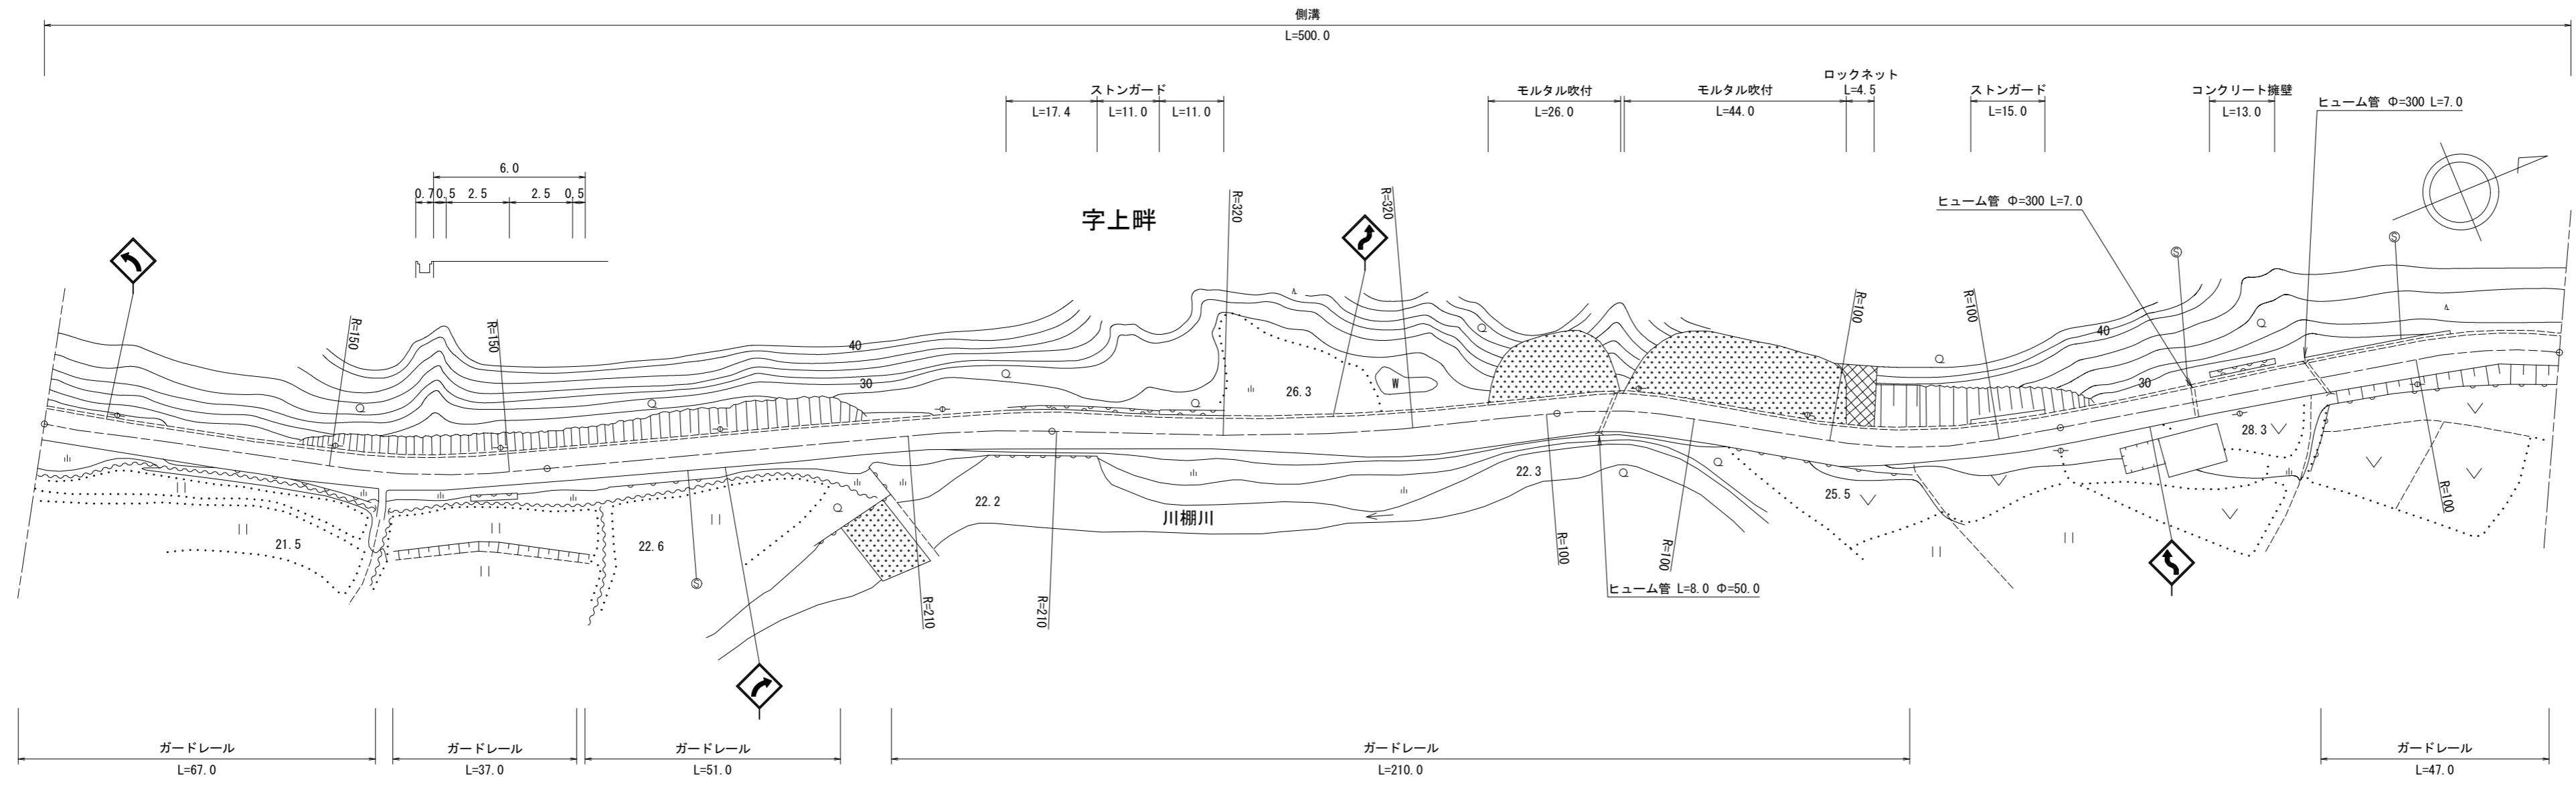 側溝
L=500.0
ロックネット
L=4.5
ストンガード
L=17.4
L=11.0
L=11.0
モルタル吹付
L=26.0
モルタル吹付
L=44.0
ストンガード
L=15.0
コンクリート擁壁
L=13.0
ヒューム管 Φ=300 L=7.0
6.0
0.7
0.5
2.5
2.5
0.5
字上畔
R=320
R=320
ヒューム管 Φ=300 L=7.0
S
S
R=150
R=150
R=100
R=100
40
40
30
30
26.3
W
28.3
22.3
22.2
25.5
川棚川
21.5
22.6
S
R=210
R=210
R=100
R=100
R=100
ヒューム管 L=8.0 Φ=50.0
ガードレール
L=67.0
ガードレール
L=37.0
ガードレール
L=51.0
ガードレール
L=210.0
ガードレール
L=47.0